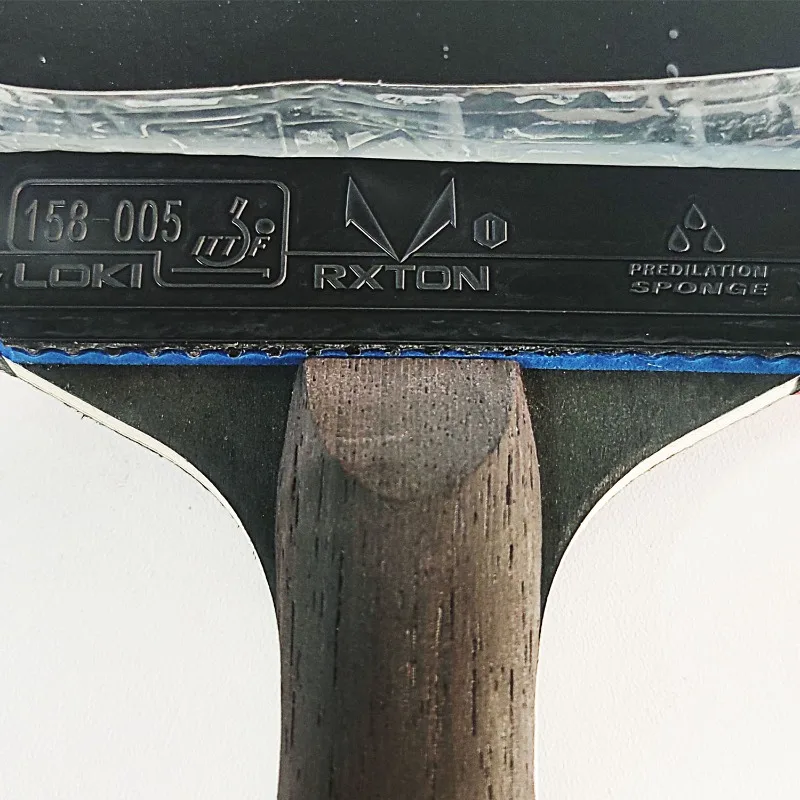 158-005 ITTF
LOKI
RXTON
I
PREDILATION
SPONGE